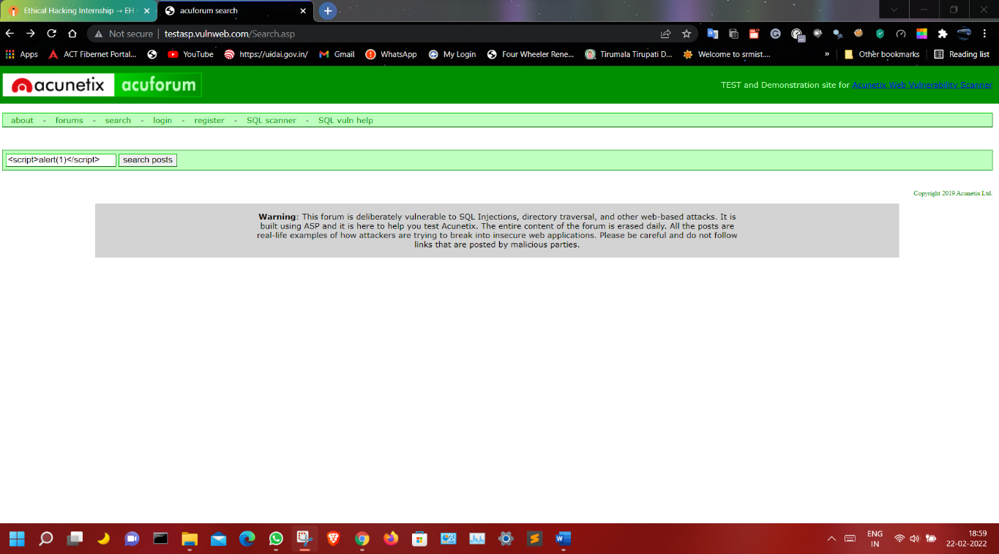 Ethical Hacking Internship → EH
acuforum search
Not secure | testasp.vulnweb.com/Search.asp
Apps ACT Fibernet Portal... YouTube https://uidai.gov.in/ Gmail WhatsApp My Login Four Wheeler Rene... Tirumala Tirupati D... Welcome to srmist.... » Other bookmarks Reading list
acunetix acuforum
TEST and Demonstration site for Acunetix Web Vulnerability Scanner
about - forums - search - login - register - SQL scanner - SQL vuln help
<script>alert(1)</script> search posts
Copyright 2019 Acunetix Ltd.
Warning: This forum is deliberately vulnerable to SQL Injections, directory traversal, and other web-based attacks. It is
built using ASP and it is here to help you test Acunetix. The entire content of the forum is erased daily. All the posts are
real-life examples of how attackers are trying to break into insecure web applications. Please be careful and do not follow
links that are posted by malicious parties.
ENG
IN
18:59
22-02-2022